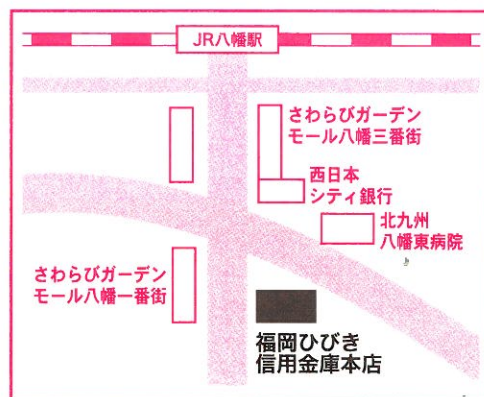 JR八幡駅
さわらびガーデン
モール八幡三番街
西日本
シティ銀行
北九州
八幡東病院
さわらびガーデン
モール八幡一番街
福岡ひびき
信用金庫本店